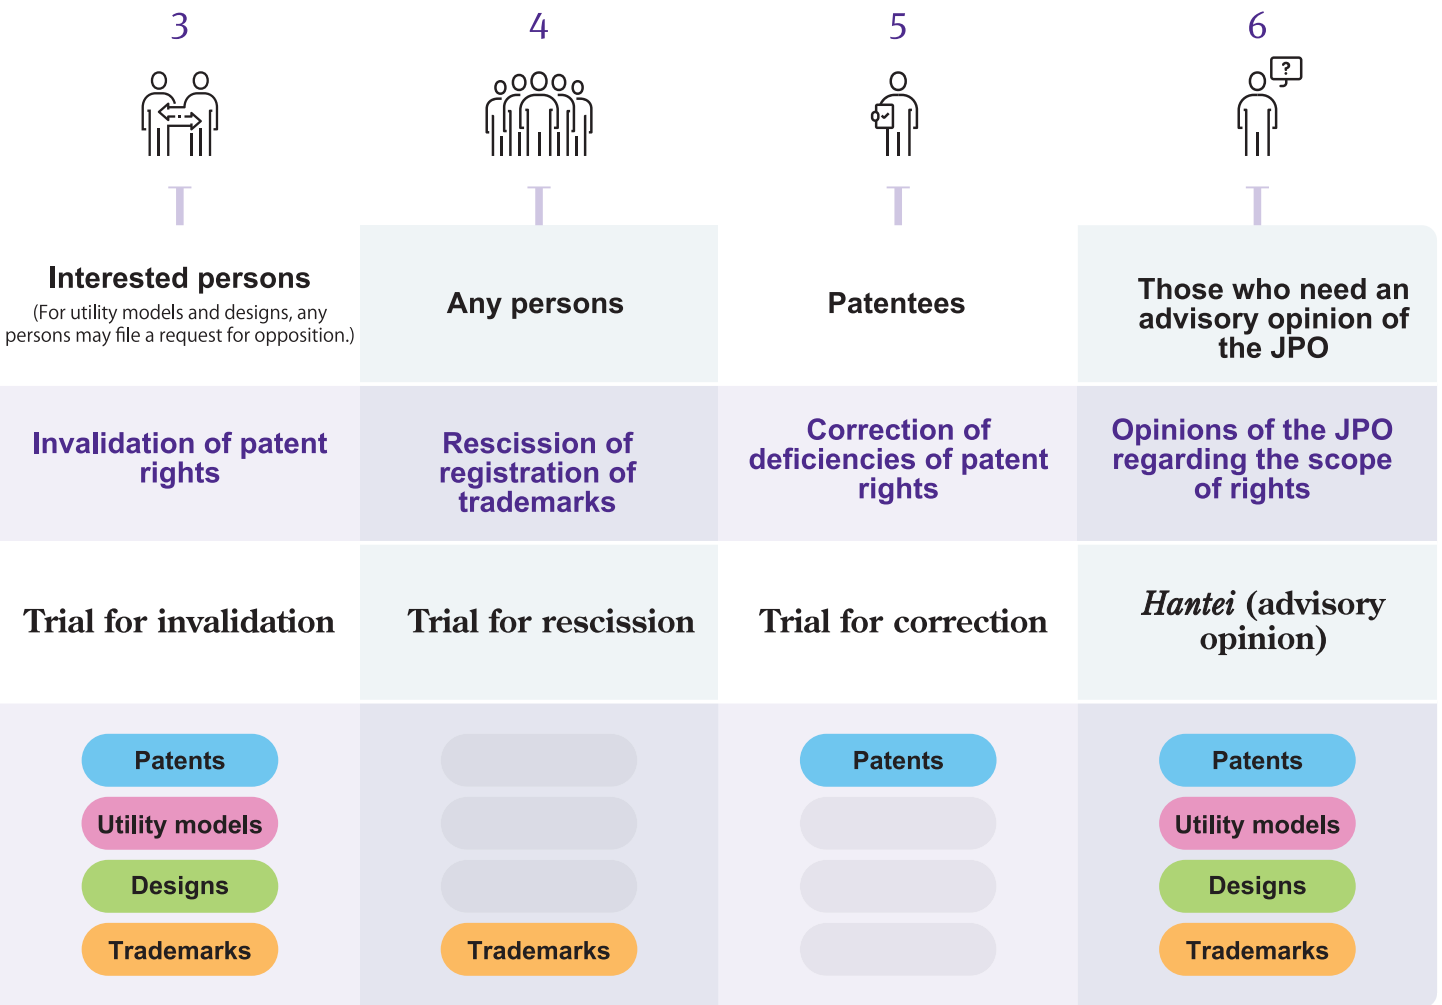 3
4
5
6
?
Interested persons
(For utility models and designs, any
persons may file a request for opposition.)
Any persons
Patentees
Those who need an
advisory opinion of
the JPO
Invalidation of patent
rights
Rescission of
registration of
trademarks
Correction of
deficiencies of patent
rights
Opinions of the JPO
regarding the scope
of rights
Trial for invalidation
Trial for rescission
Trial for correction
Hantei (advisory
opinion)
Patents
Utility models
Designs
Trademarks
Trademarks
Patents
Patents
Utility models
Designs
Trademarks